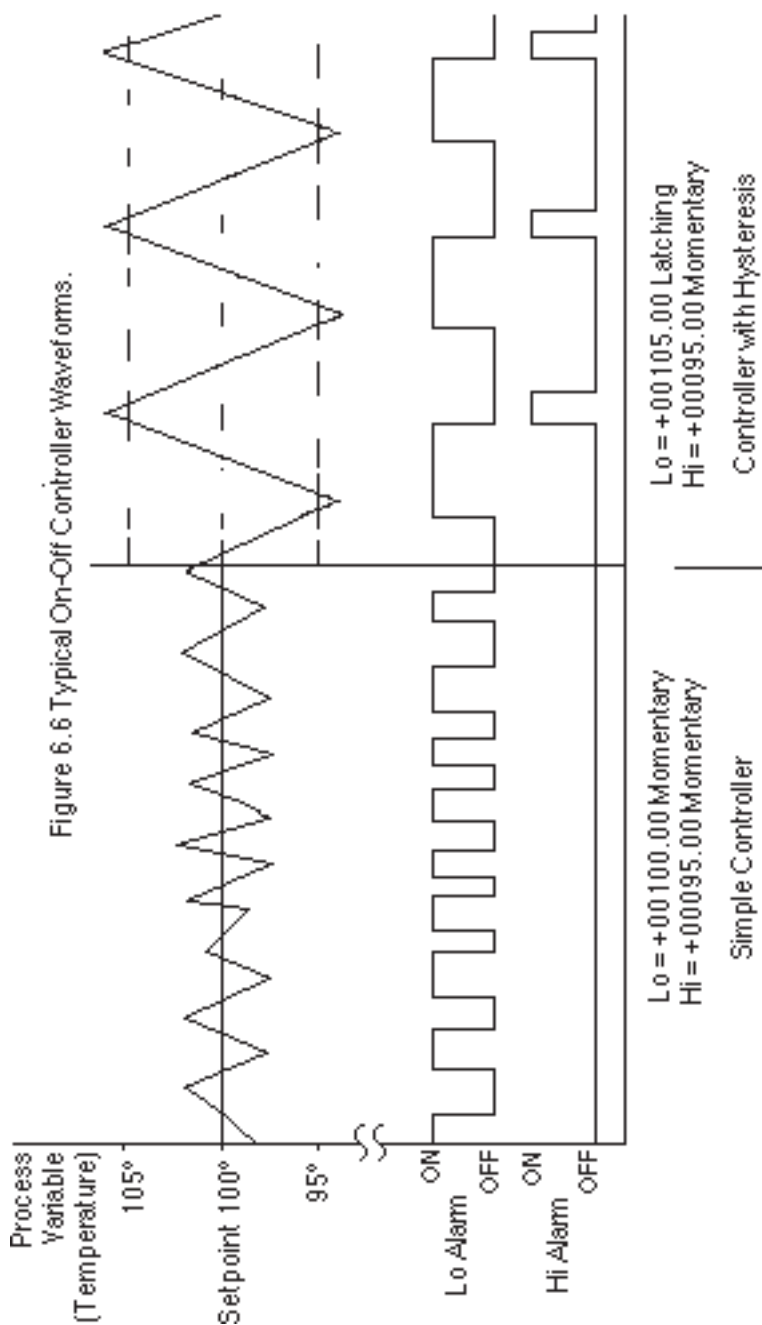 Figure 6.6 Typical On-Off Controller Waveforms.
Process
Variable
(Temperature)
105°
Setpoint 100°
95°
ON
Lo Alarm
OFF
ON
Hi Alarm
OFF
Lo = +00100.00 Momentary
Hi = +00095.00 Momentary
Simple Controller
Lo = +00105.00 Latching
Hi = +00095.00 Momentary
Controller with Hysteresis